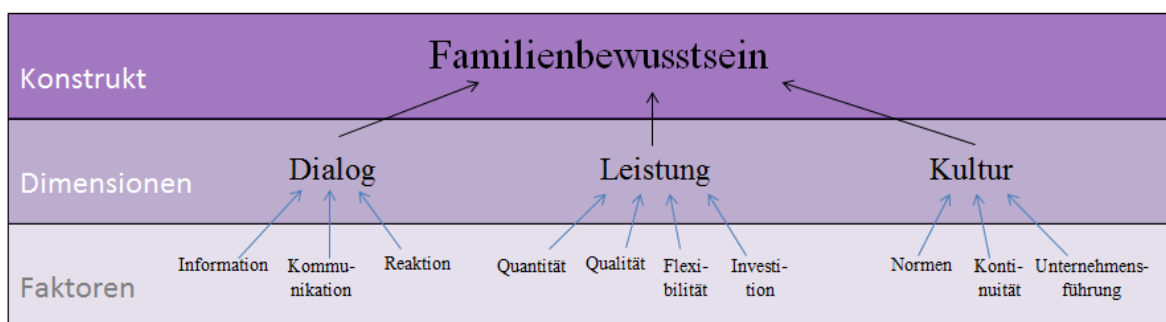 Konstrukt
Familienbewusstsein
Dimensionen
Dialog
Leistung
Kultur
Faktoren
Information
Kommu-
nikation
Reaktion
Quantität
Qualität
Flexi-
bilität
Investi-
tion
Normen
Konti-
nuität
Unternehmens-
führung